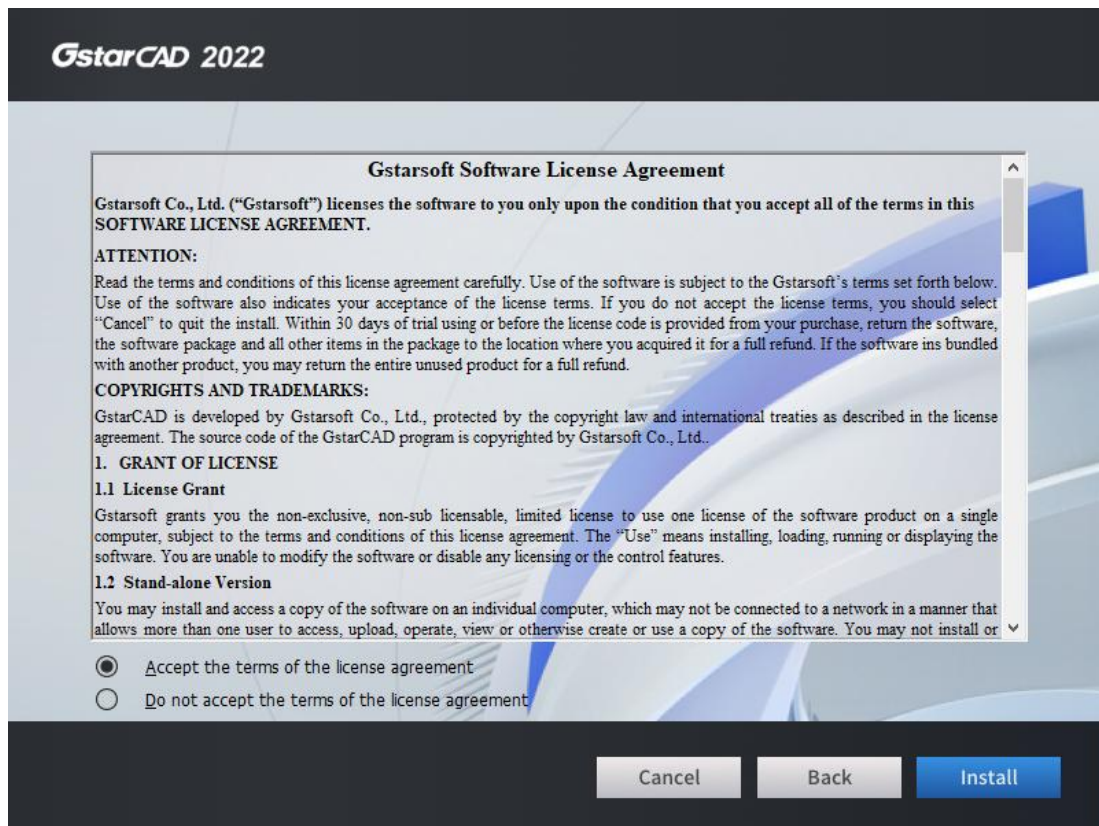 GstarCAD 2022
Gstarsoft Software License Agreement
Gstarsoft Co., Ltd. (“Gstarsoft”) licenses the software to you only upon the condition that you accept all of the terms in this
SOFTWARE LICENSE AGREEMENT.
ATTENTION:
Read the terms and conditions of this license agreement carefully. Use of the software is subject to the Gstarsoft’s terms set forth below.
Use of the software also indicates your acceptance of the license terms. If you do not accept the license terms, you should select
“Cancel” to quit the install. Within 30 days of trial using or before the license code is provided from your purchase, return the software,
the software package and all other items in the package to the location where you acquired it for a full refund. If the software ins bundled
with another product, you may return the entire unused product for a full refund.
COPYRIGHTS AND TRADEMARKS:
GstarCAD is developed by Gstarsoft Co., Ltd., protected by the copyright law and international treaties as described in the license
agreement. The source code of the GstarCAD program is copyrighted by Gstarsoft Co., Ltd..
1. GRANT OF LICENSE
1.1 License Grant
Gstarsoft grants you the non-exclusive, non-sub licensable, limited license to use one license of the software product on a single
computer, subject to the terms and conditions of this license agreement. The “Use” means installing, loading, running or displaying the
software. You are unable to modify the software or disable any licensing or the control features.
1.2 Stand-alone Version
You may install and access a copy of the software on an individual computer, which may not be connected to a network in a manner that
allows more than one user to access, upload, operate, view or otherwise create or use a copy of the software. You may not install or
Accept the terms of the license agreement
Do not accept the terms of the license agreement
Cancel
Back
Install